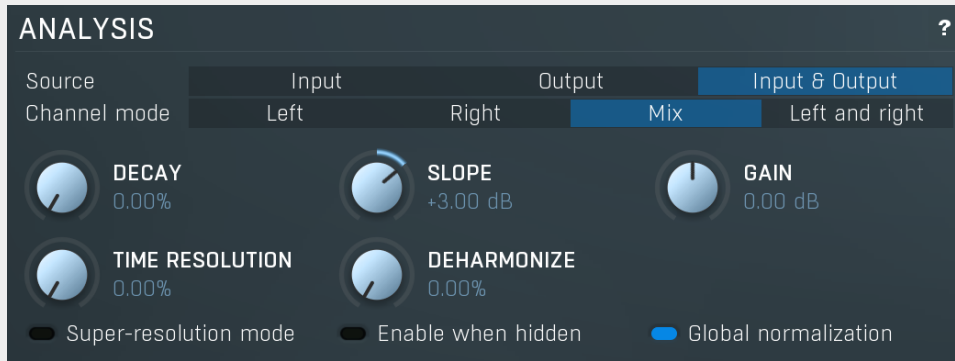 ANALYSIS ?
Source Input Output Input & Output
Channel mode Left Right Mix Left and right
DECAY SLOPE GAIN
0.00% +3.00 dB 0.00 dB
TIME RESOLUTION DEHARMONIZE
0.00% 0.00%
Super-resolution mode Enable when hidden Global normalization